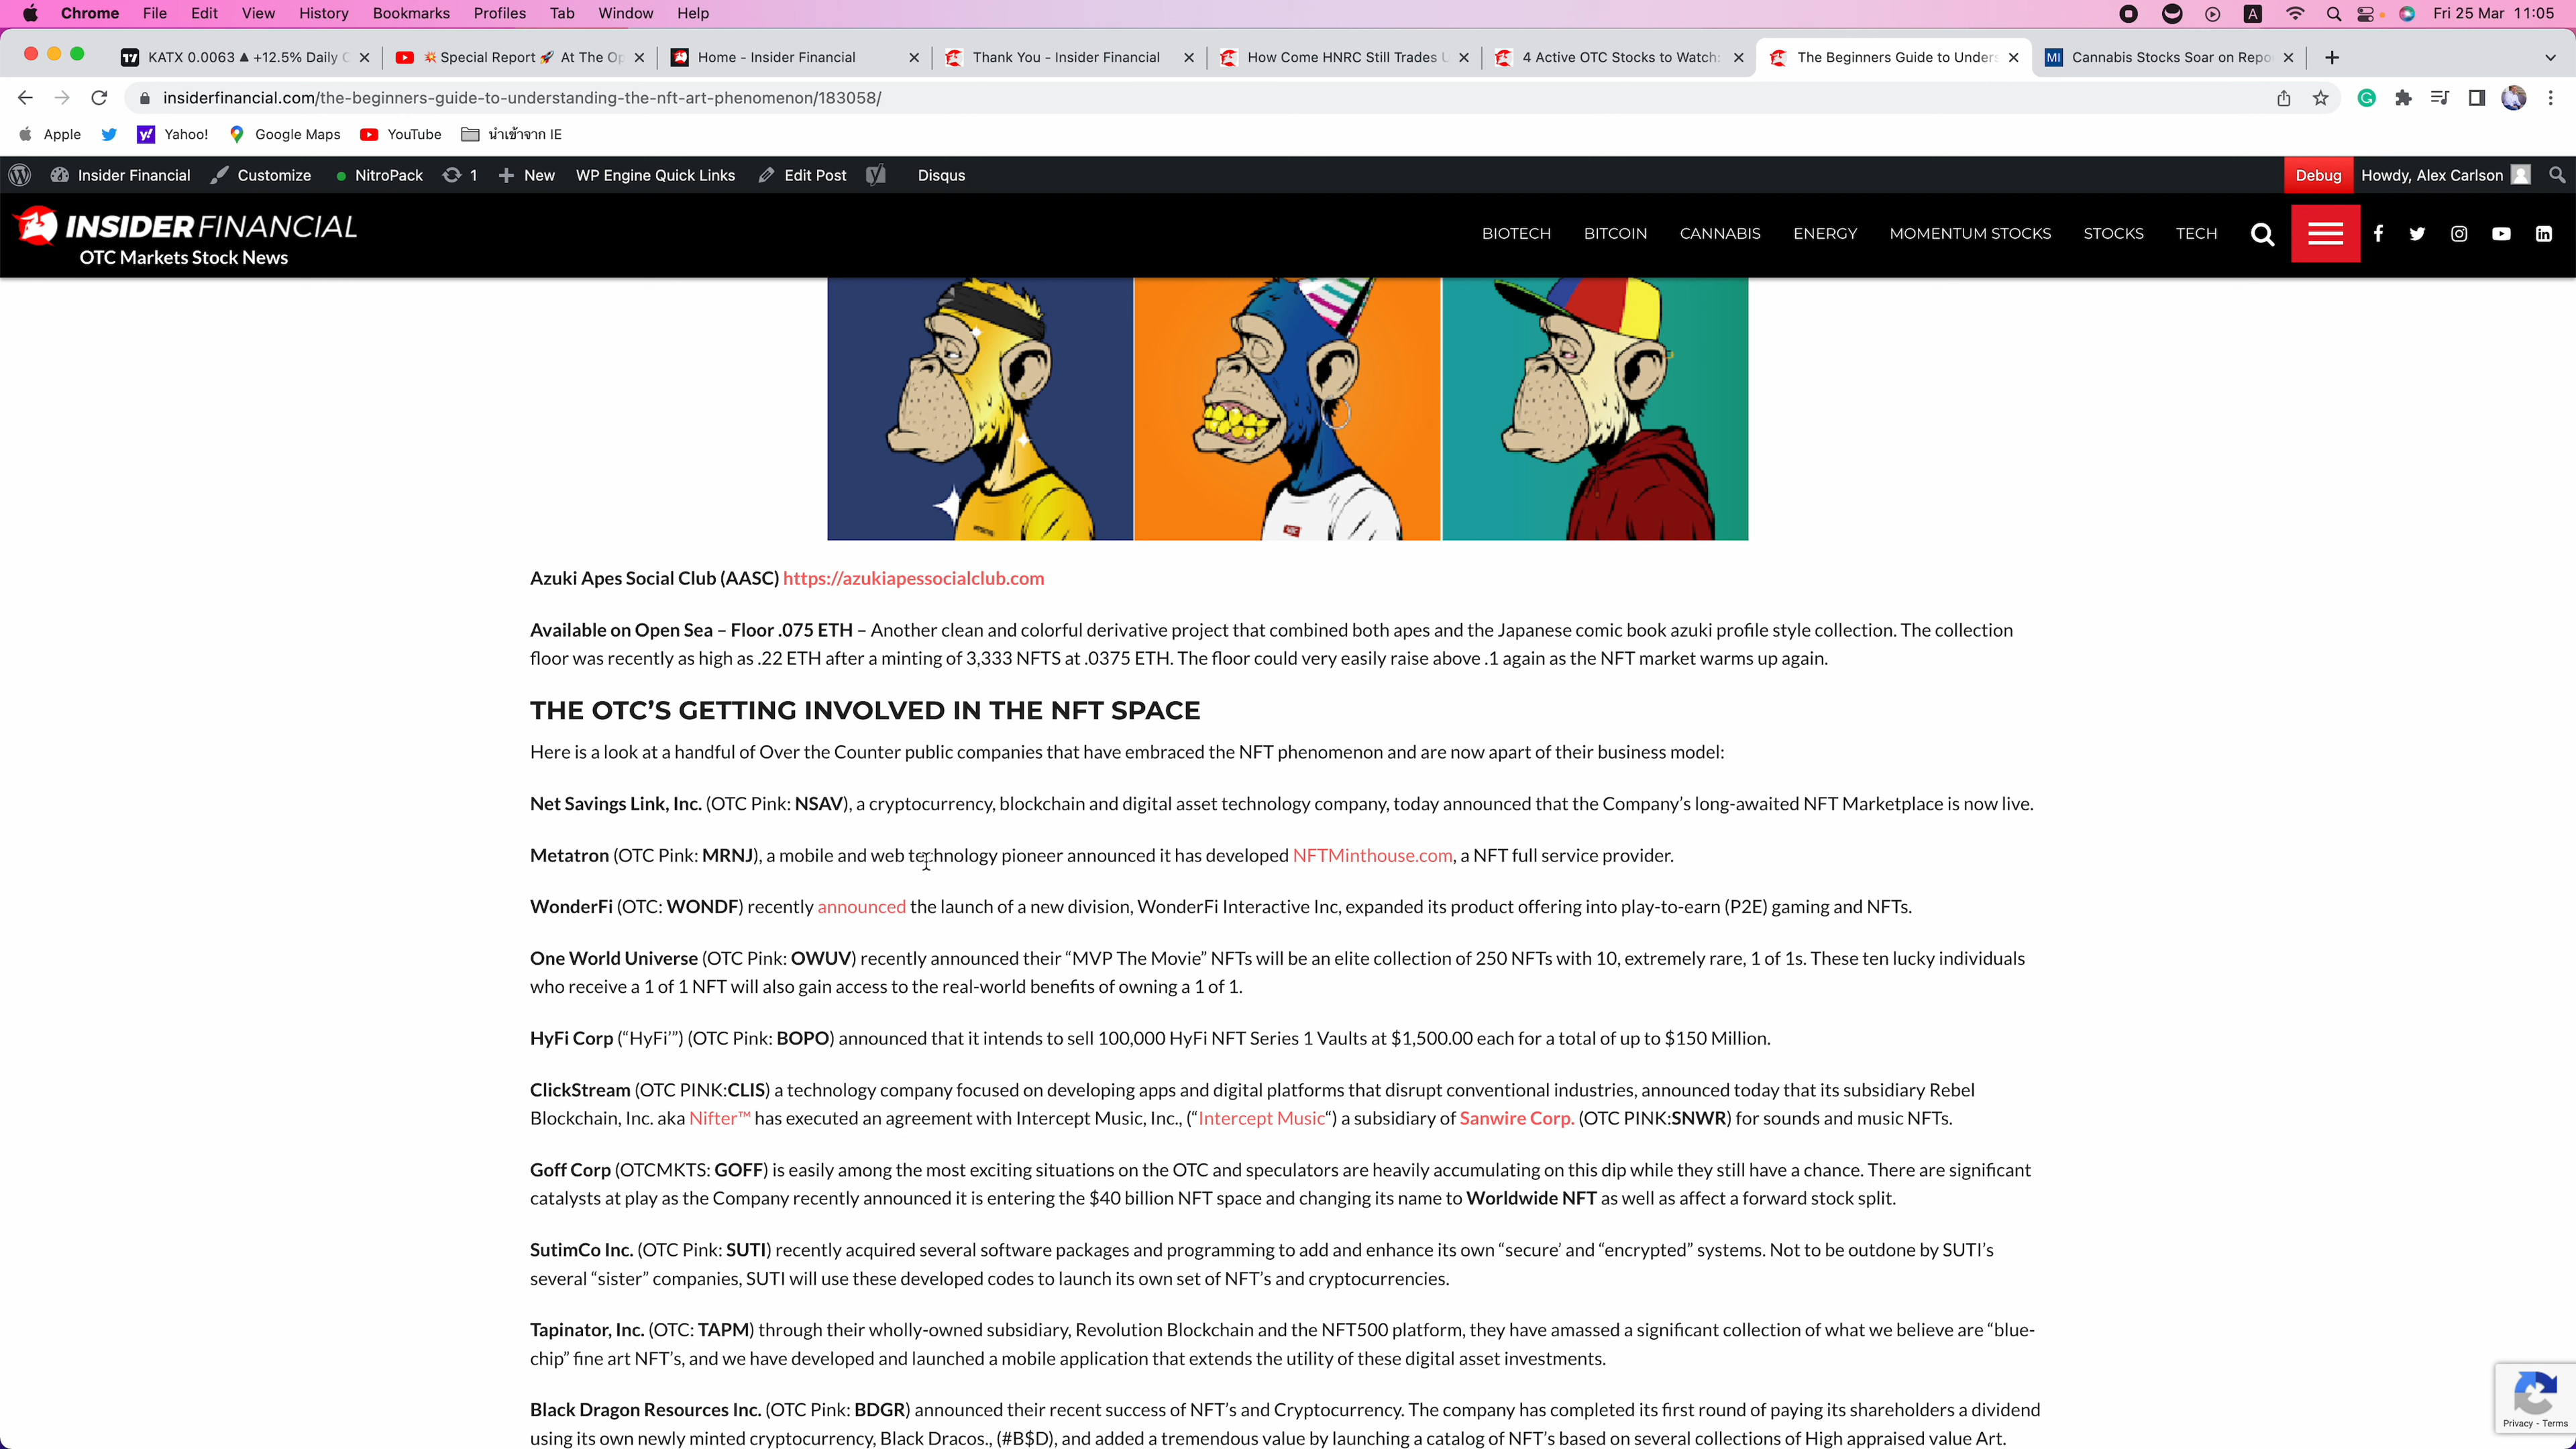 Chrome File Edit View History Bookmarks Profiles Tab Window Help A Fri 25 Mar 11:05
KATX 0.0063 ▲ +12.5% Daily C Special Report 🚀 At The Op Home - Insider Financial Thank You - Insider Financial How Come HNRC Still Trades U 4 Active OTC Stocks to Watch: The Beginners Guide to Unders MI Cannabis Stocks Soar on Repo
insiderfinancial.com/the-beginners-guide-to-understanding-the-nft-art-phenomenon/183058/
Apple Yahoo! Google Maps YouTube นำเข้าจาก IE
Insider Financial Customize NitroPack 1 New WP Engine Quick Links Edit Post Disqus Debug Howdy, Alex Carlson
INSIDER FINANCIAL
OTC Markets Stock News
BIOTECH BITCOIN CANNABIS ENERGY MOMENTUM STOCKS STOCKS TECH
Azuki Apes Social Club (AASC) https://azukiapessocialclub.com
Available on Open Sea – Floor .075 ETH – Another clean and colorful derivative project that combined both apes and the Japanese comic book azuki profile style collection. The collection
floor was recently as high as .22 ETH after a minting of 3,333 NFTS at .0375 ETH. The floor could very easily raise above .1 again as the NFT market warms up again.
THE OTC’S GETTING INVOLVED IN THE NFT SPACE
Here is a look at a handful of Over the Counter public companies that have embraced the NFT phenomenon and are now apart of their business model:
Net Savings Link, Inc. (OTC Pink: NSAV), a cryptocurrency, blockchain and digital asset technology company, today announced that the Company’s long-awaited NFT Marketplace is now live.
Metatron (OTC Pink: MRNJ), a mobile and web technology pioneer announced it has developed NFTMinthouse.com, a NFT full service provider.
WonderFi (OTC: WONDF) recently announced the launch of a new division, WonderFi Interactive Inc, expanded its product offering into play-to-earn (P2E) gaming and NFTs.
One World Universe (OTC Pink: OWUV) recently announced their “MVP The Movie” NFTs will be an elite collection of 250 NFTs with 10, extremely rare, 1 of 1s. These ten lucky individuals
who receive a 1 of 1 NFT will also gain access to the real-world benefits of owning a 1 of 1.
HyFi Corp (“HyFi’”) (OTC Pink: BOPO) announced that it intends to sell 100,000 HyFi NFT Series 1 Vaults at $1,500.00 each for a total of up to $150 Million.
ClickStream (OTC PINK:CLIS) a technology company focused on developing apps and digital platforms that disrupt conventional industries, announced today that its subsidiary Rebel
Blockchain, Inc. aka Nifter™ has executed an agreement with Intercept Music, Inc., (“Intercept Music“) a subsidiary of Sanwire Corp. (OTC PINK:SNWR) for sounds and music NFTs.
Goff Corp (OTCMKTS: GOFF) is easily among the most exciting situations on the OTC and speculators are heavily accumulating on this dip while they still have a chance. There are significant
catalysts at play as the Company recently announced it is entering the $40 billion NFT space and changing its name to Worldwide NFT as well as affect a forward stock split.
SutimCo Inc. (OTC Pink: SUTI) recently acquired several software packages and programming to add and enhance its own “secure’ and “encrypted” systems. Not to be outdone by SUTI’s
several “sister” companies, SUTI will use these developed codes to launch its own set of NFT’s and cryptocurrencies.
Tapinator, Inc. (OTC: TAPM) through their wholly-owned subsidiary, Revolution Blockchain and the NFT500 platform, they have amassed a significant collection of what we believe are “blue-
chip” fine art NFT’s, and we have developed and launched a mobile application that extends the utility of these digital asset investments.
Black Dragon Resources Inc. (OTC Pink: BDGR) announced their recent success of NFT’s and Cryptocurrency. The company has completed its first round of paying its shareholders a dividend
using its own newly minted cryptocurrency, Black Dracos., (#B$D), and added a tremendous value by launching a catalog of NFT’s based on several collections of High appraised value Art.
Privacy - Terms